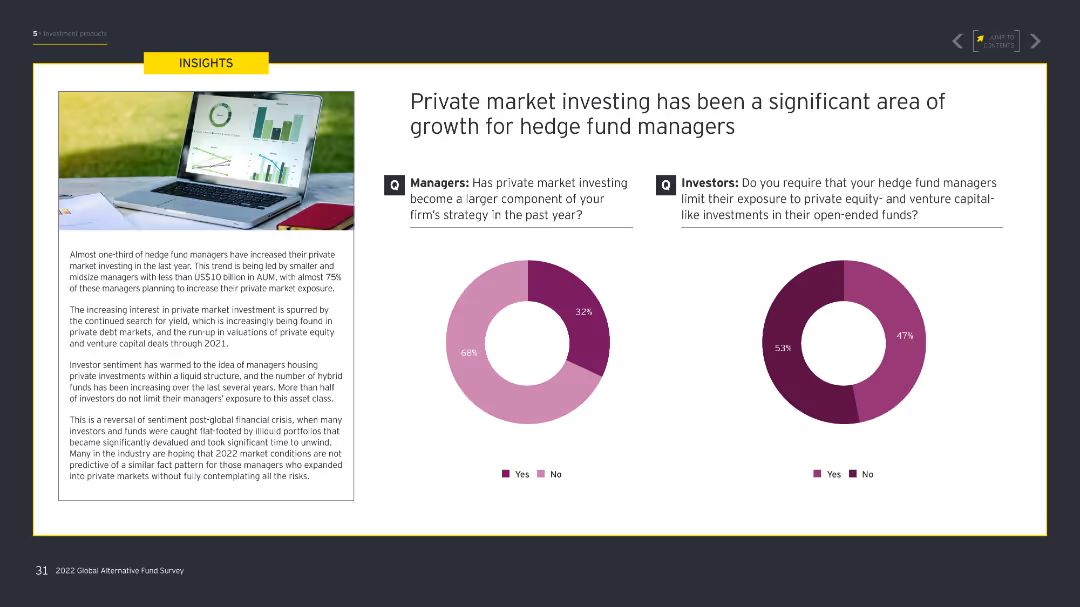 5 Investment products
JUMP TO
CONTENTS
INSIGHTS
Almost one-third of hedge fund managers have increased their private
market investing in the last year. This trend is being led by smaller and
midsize managers with less than US$10 billion in AUM, with almost 75%
of these managers planning to increase their private market exposure.
The increasing interest in private market investment is spurred by
the continued search for yield, which is increasingly being found in
private debt markets, and the run-up in valuations of private equity
and venture capital deals through 2021.
Investor sentiment has warmed to the idea of managers housing
private investments within a liquid structure, and the number of hybrid
funds has been increasing over the last several years. More than half
of investors do not limit their managers' exposure to this asset class.
This is a reversal of sentiment post-global financial crisis, when many
investors and funds were caught flat-footed by illiquid portfolios that
became significantly devalued and took significant time to unwind.
Many in the industry are hoping that 2022 market conditions are not
predictive of a similar fact pattern for those managers who expanded
into private markets without fully contemplating all the risks.
Private market investing has been a significant area of
growth for hedge fund managers
Q Managers: Has private market investing
become a larger component of your
firm's strategy in the past year?
32%
68%
Yes No
Q Investors: Do you require that your hedge fund managers
limit their exposure to private equity- and venture capital-
like investments in their open-ended funds?
47%
53%
Yes No
31 2022 Global Alternative Fund Survey